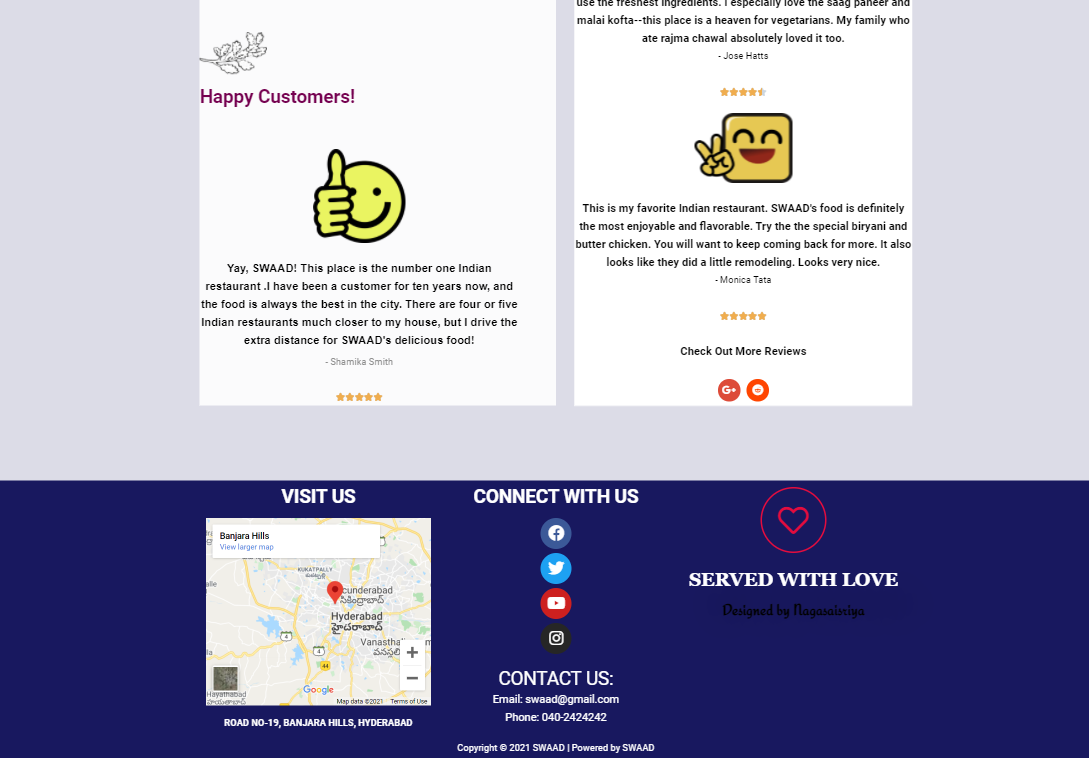 Happy Customers!
Yay, SWAAD! This place is the number one Indian
restaurant .I have been a customer for ten years now, and
the food is always the best in the city. There are four or five
Indian restaurants much closer to my house, but I drive the
extra distance for SWAAD's delicious food!
- Shamika Smith
use the freshest ingredients. I especially love the saag paneer and
malai kofta--this place is a heaven for vegetarians. My family who
ate rajma chawal absolutely loved it too.
- Jose Hatts
This is my favorite Indian restaurant. SWAAD's food is definitely
the most enjoyable and flavorable. Try the the special biryani and
butter chicken. You will want to keep coming back for more. It also
looks like they did a little remodeling. Looks very nice.
- Monica Tata
Check Out More Reviews
G+
VISIT US
Banjara Hills
View larger map
KUKATPALLY
cunderabad
సికింద్రాబాద్
Hyderabad
హైదరాబాద్
Vanasthali
4
4
44
Hayathabad
Google
Map data ©2021 Terms of Use
ROAD NO-19, BANJARA HILLS, HYDERABAD
CONNECT WITH US
CONTACT US:
Email: swaad@gmail.com
Phone: 040-2424242
SERVED WITH LOVE
Designed by Nagasaisriya
Copyright © 2021 SWAAD | Powered by SWAAD